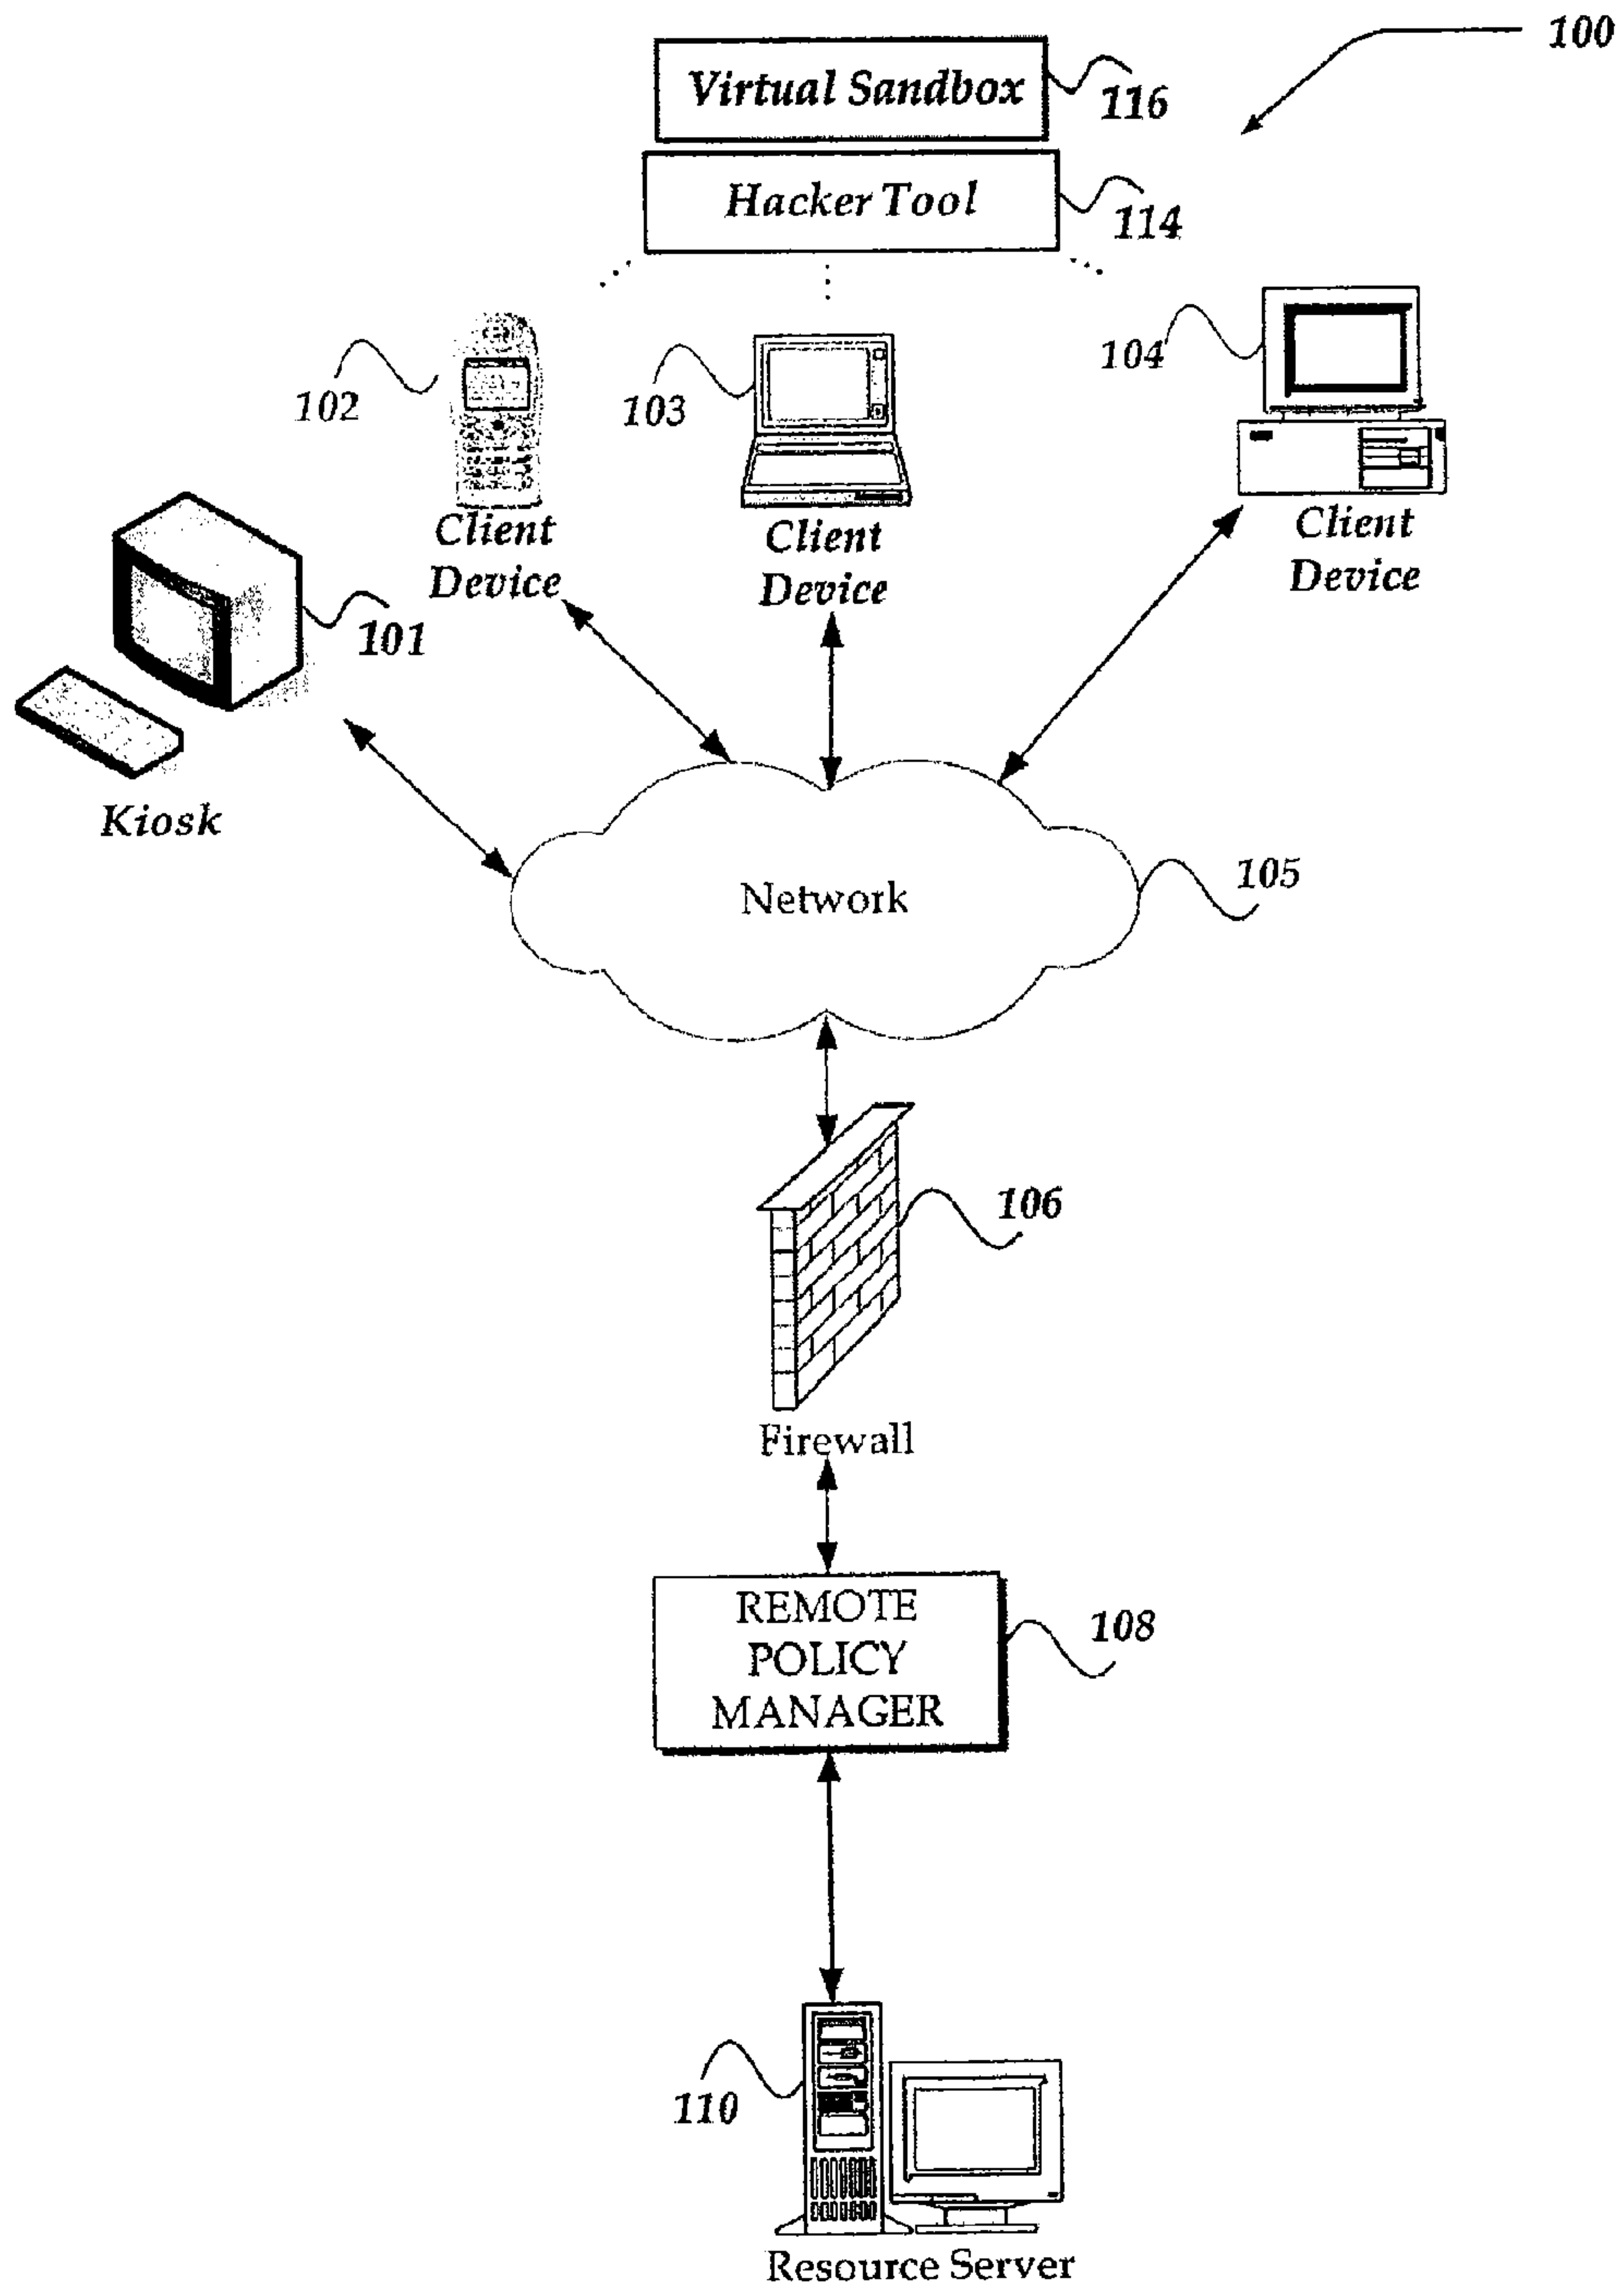 100
Virtual Sandbox
116
Hacker Tool
114
102
103
104
Client
Device
Client
Device
Client
Device
101
Kiosk
Network
105
106
Firewall
REMOTE
POLICY
MANAGER
108
110
Resource Server